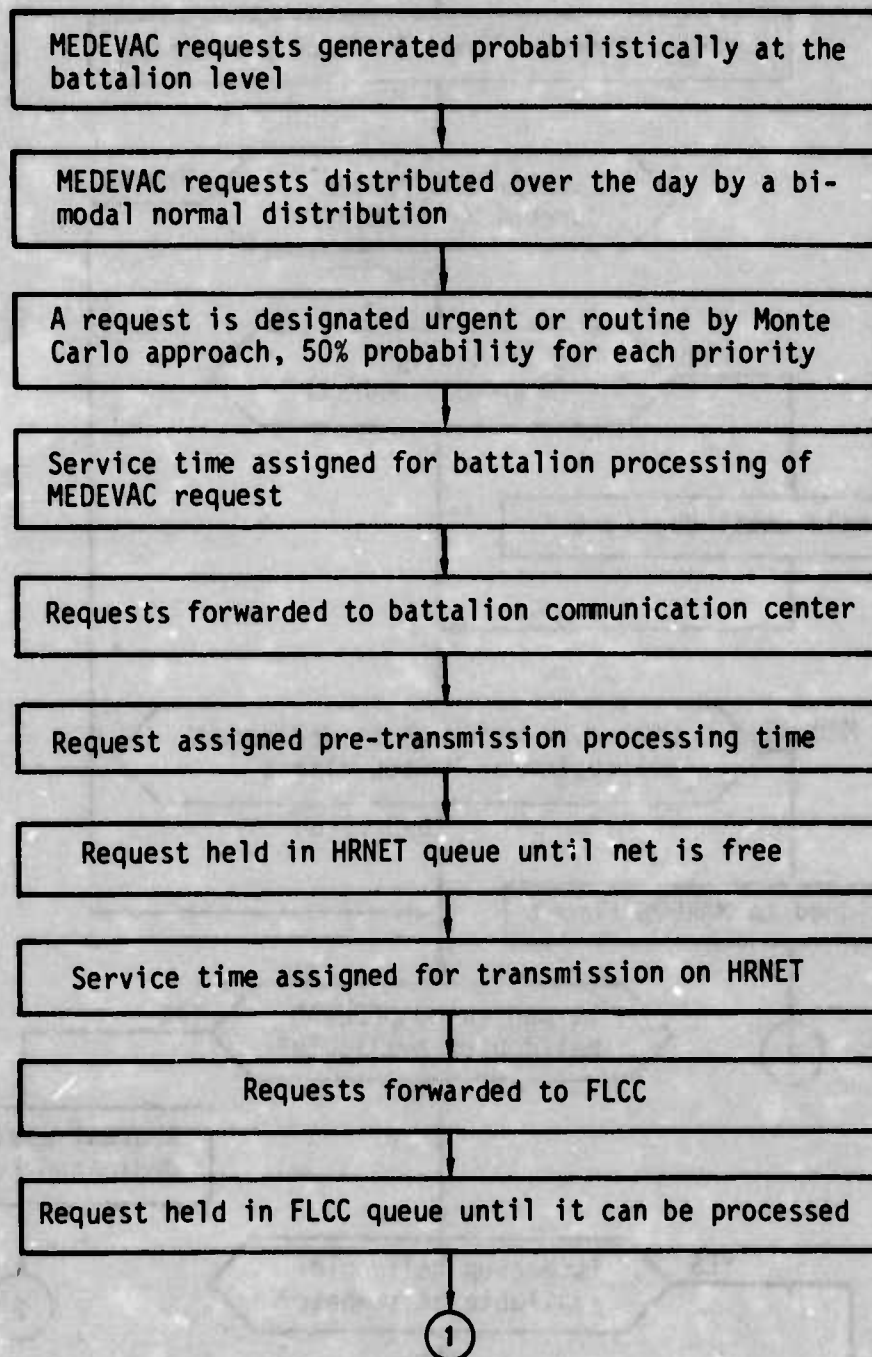 MEDEVAC requests generated probabilistically at the
battalion level
MEDEVAC requests distributed over the day by a bi-
modal normal distribution
A request is designated urgent or routine by Monte
Carlo approach, 50% probability for each priority
Service time assigned for battalion processing of
MEDEVAC request
Requests forwarded to battalion communication center
Request assigned pre-transmission processing time
Request held in HRNET queue until net is free
Service time assigned for transmission on HRNET
Requests forwarded to FLCC
Request held in FLCC queue until it can be processed
1